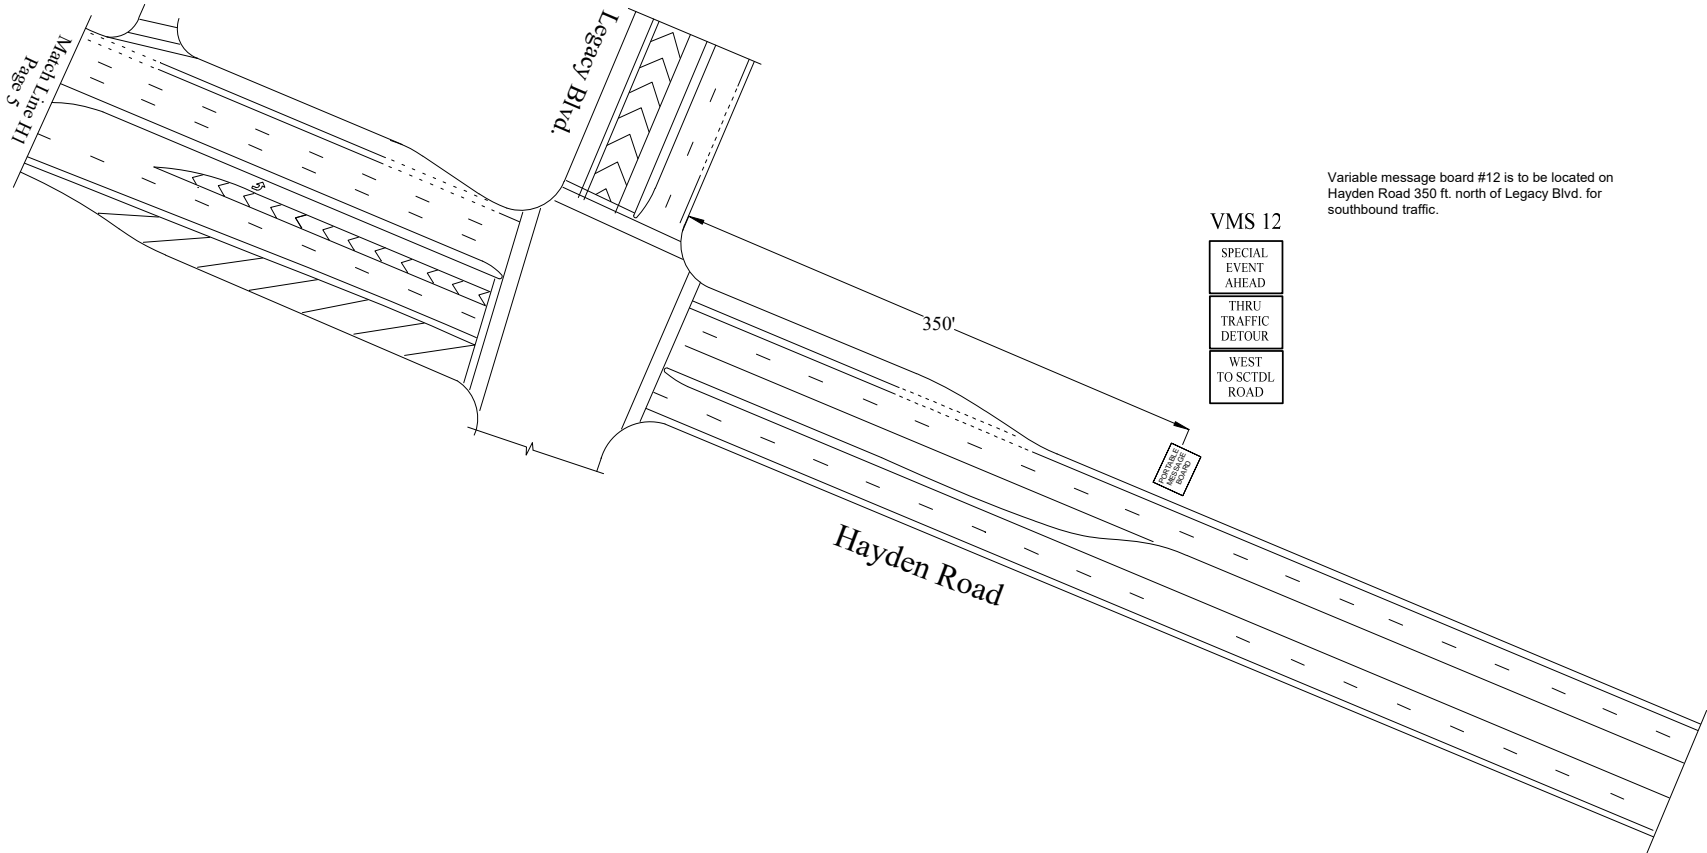 Match Line H1
Page 5
Legacy Blvd.
Variable message board #12 is to be located on
Hayden Road 350 ft. north of Legacy Blvd. for
southbound traffic.
VMS 12
SPECIAL
EVENT
AHEAD
THRU
TRAFFIC
DETOUR
WEST
TO SCTDL
ROAD
350'
PORTABLE
MESSAGE
BOARD
Hayden Road